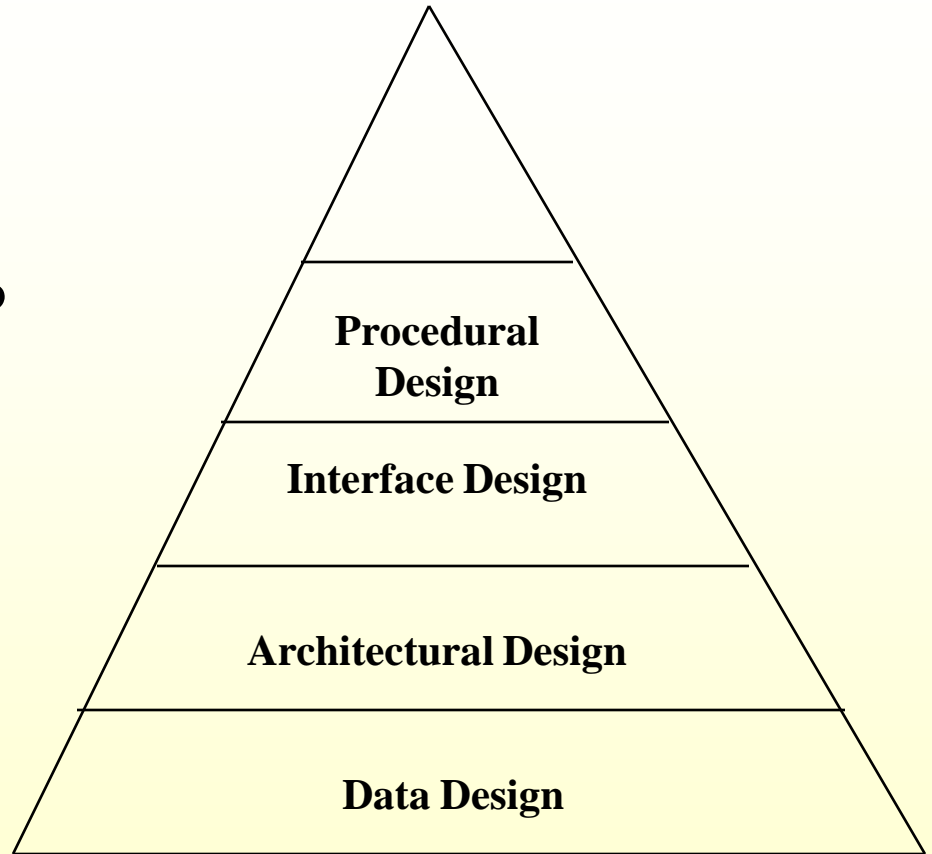 Procedural
Design
Interface Design
Architectural Design
Data Design